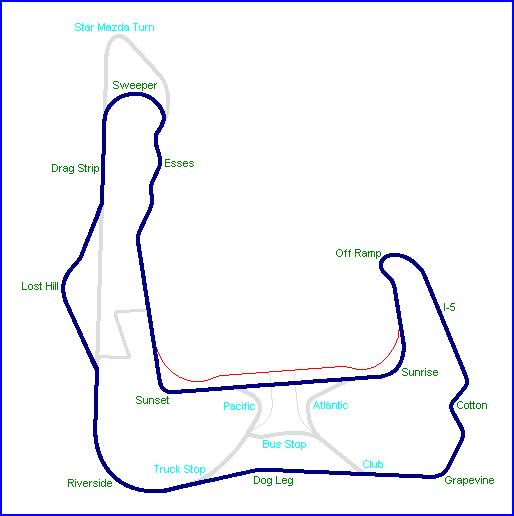 Star Mazda Turn
Sweeper
Drag Strip
Esses
Off Ramp
Lost Hill
I-5
Sunrise
Sunset
Pacific
Atlantic
Cotton
Bus Stop
Truck Stop
Club
Riverside
Dog Leg
Grapevine